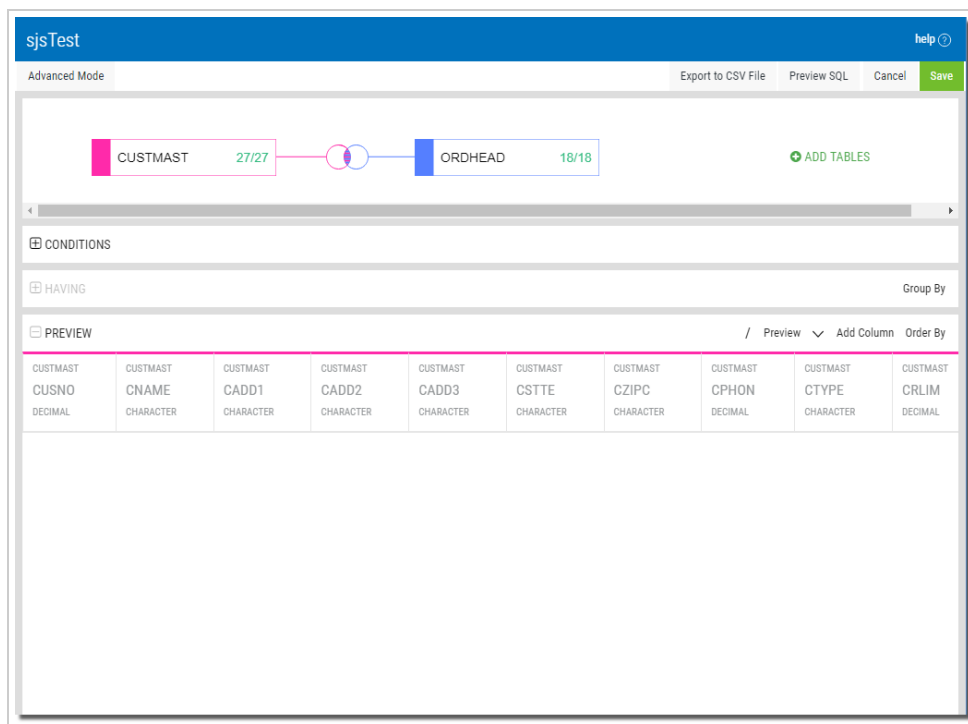 sjsTest help ?
Advanced Mode Export to CSV File Preview SQL Cancel Save
CUSTMAST 27/27 ORDHEAD 18/18 ADD TABLES
CONDITIONS
HAVING Group By
PREVIEW / Preview Add Column Order By
CUSTMAST CUSTMAST CUSTMAST CUSTMAST CUSTMAST CUSTMAST CUSTMAST CUSTMAST CUSTMAST CUSTMAST
CUSNO CNAME CADD1 CADD2 CADD3 CSTTE CZIPC CPHON CTYPE CRLIM
DECIMAL CHARACTER CHARACTER CHARACTER CHARACTER CHARACTER CHARACTER DECIMAL CHARACTER DECIMAL